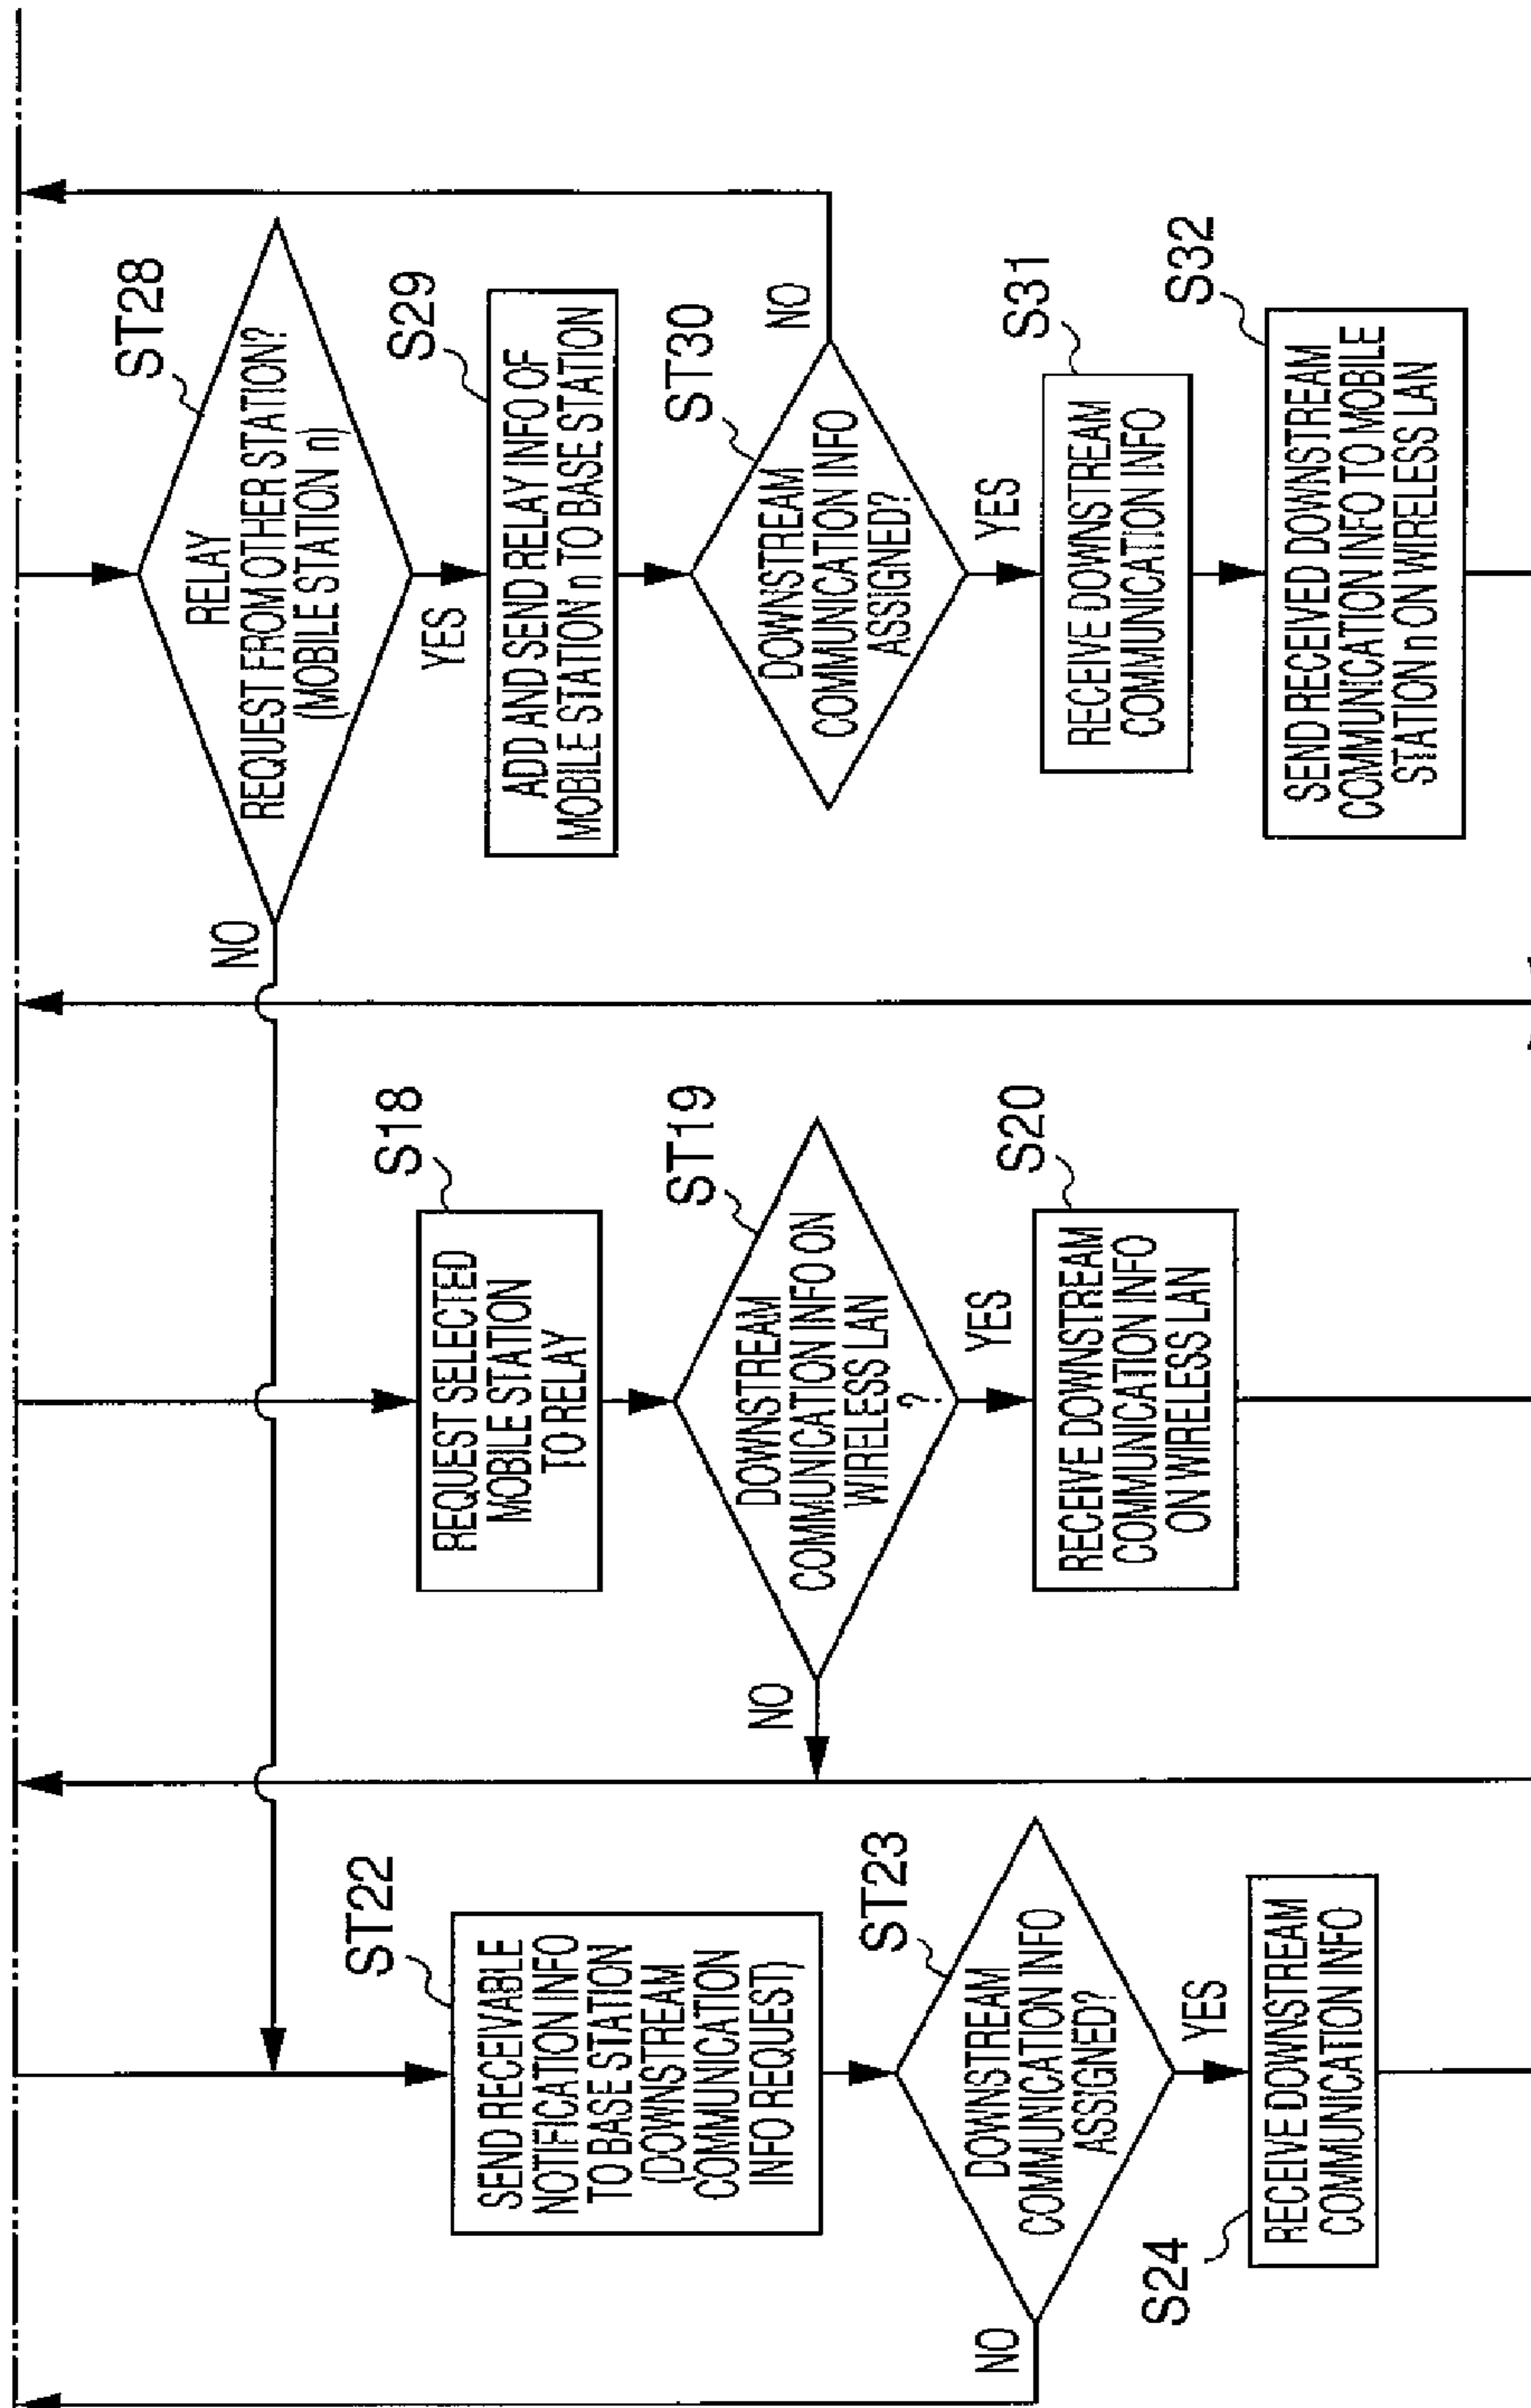 ST22
SEND RECEIVABLE
NOTIFICATION INFO
TO BASE STATION
(DOWNSTREAM
COMMUNICATION
INFO REQUEST)
ST23
DOWNSTREAM
COMMUNICATION INFO
ASSIGNED?
NO
YES
S24
RECEIVE DOWNSTREAM
COMMUNICATION INFO
S18
REQUEST SELECTED
MOBILE STATION
TO RELAY
ST19
DOWNSTREAM
COMMUNICATION INFO ON
WIRELESS LAN
?
NO
YES
S20
RECEIVE DOWNSTREAM
COMMUNICATION INFO
ON WIRELESS LAN
ST28
RELAY
REQUEST FROM OTHER STATION?
(MOBILE STATION n)
NO
YES
S29
ADD AND SEND RELAY INFO OF
MOBILE STATION n TO BASE STATION
ST30
DOWNSTREAM
COMMUNICATION INFO
ASSIGNED?
NO
YES
S31
RECEIVE DOWNSTREAM
COMMUNICATION INFO
S32
SEND RECEIVED DOWNSTREAM
COMMUNICATION INFO TO MOBILE
STATION n ON WIRELESS LAN